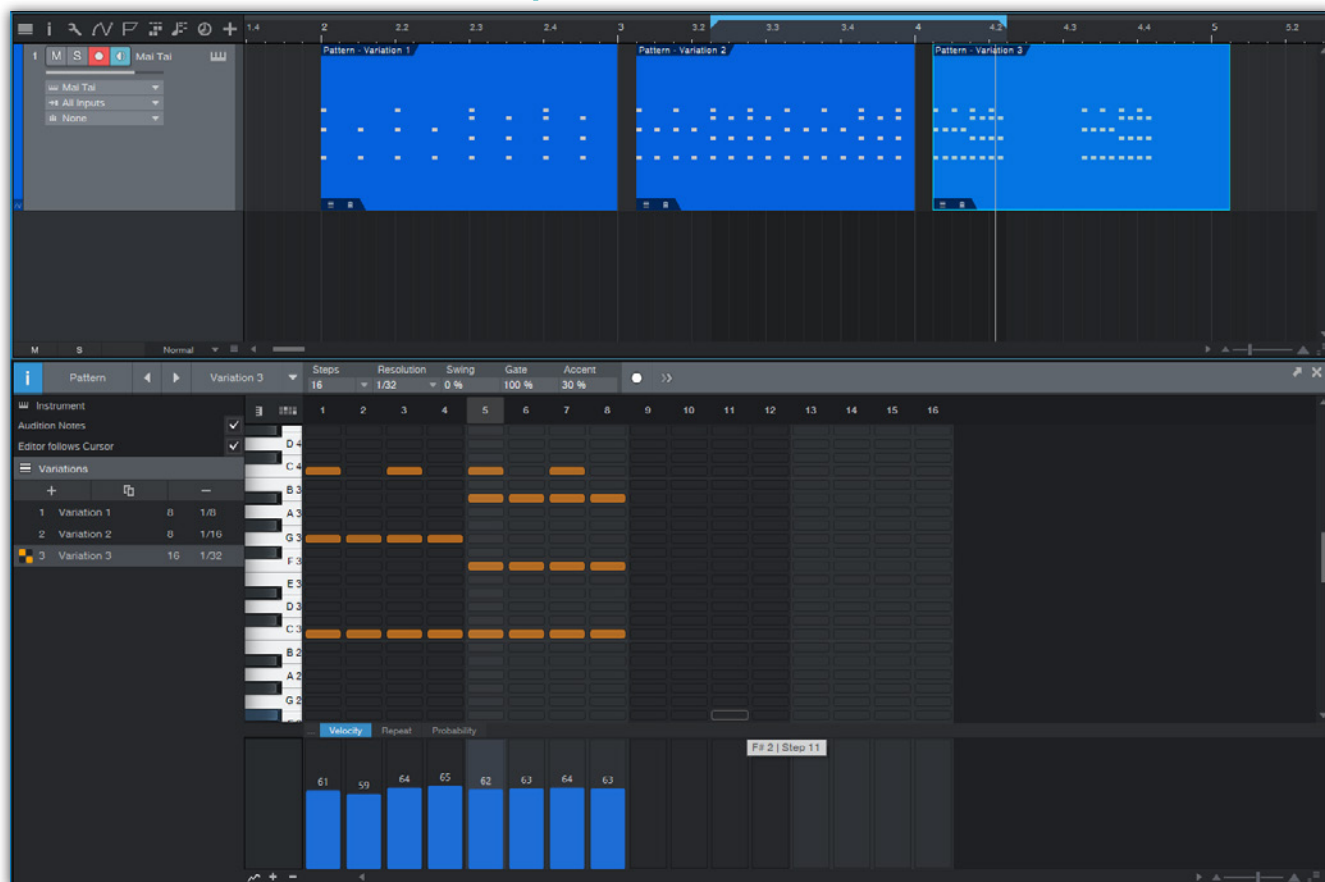 1.4 2 2.2 2.3 2.4 3 3.2 3.3 3.4 4 4.2 4.3 4.4 5 5.2
1 M S Mai Tai
Pattern - Variation 1 Pattern - Variation 2 Pattern - Variation 3
Mai Tai
All Inputs
None
M S Normal
i Pattern Variation 3
Steps Resolution Swing Gate Accent
16 1/32 0 % 100 % 30 %
Instrument
Audition Notes
Editor follows Cursor
Variations
+ −
1 Variation 1 8 1/8
2 Variation 2 8 1/16
3 Variation 3 16 1/32
1 2 3 4 5 6 7 8 9 10 11 12 13 14 15 16
D 4
C 4
B 3
A 3
G 3
F 3
E 3
D 3
C 3
B 2
A 2
G 2
... Velocity Repeat Probability
F# 2 | Step 11
61 59 64 65 62 63 64 63